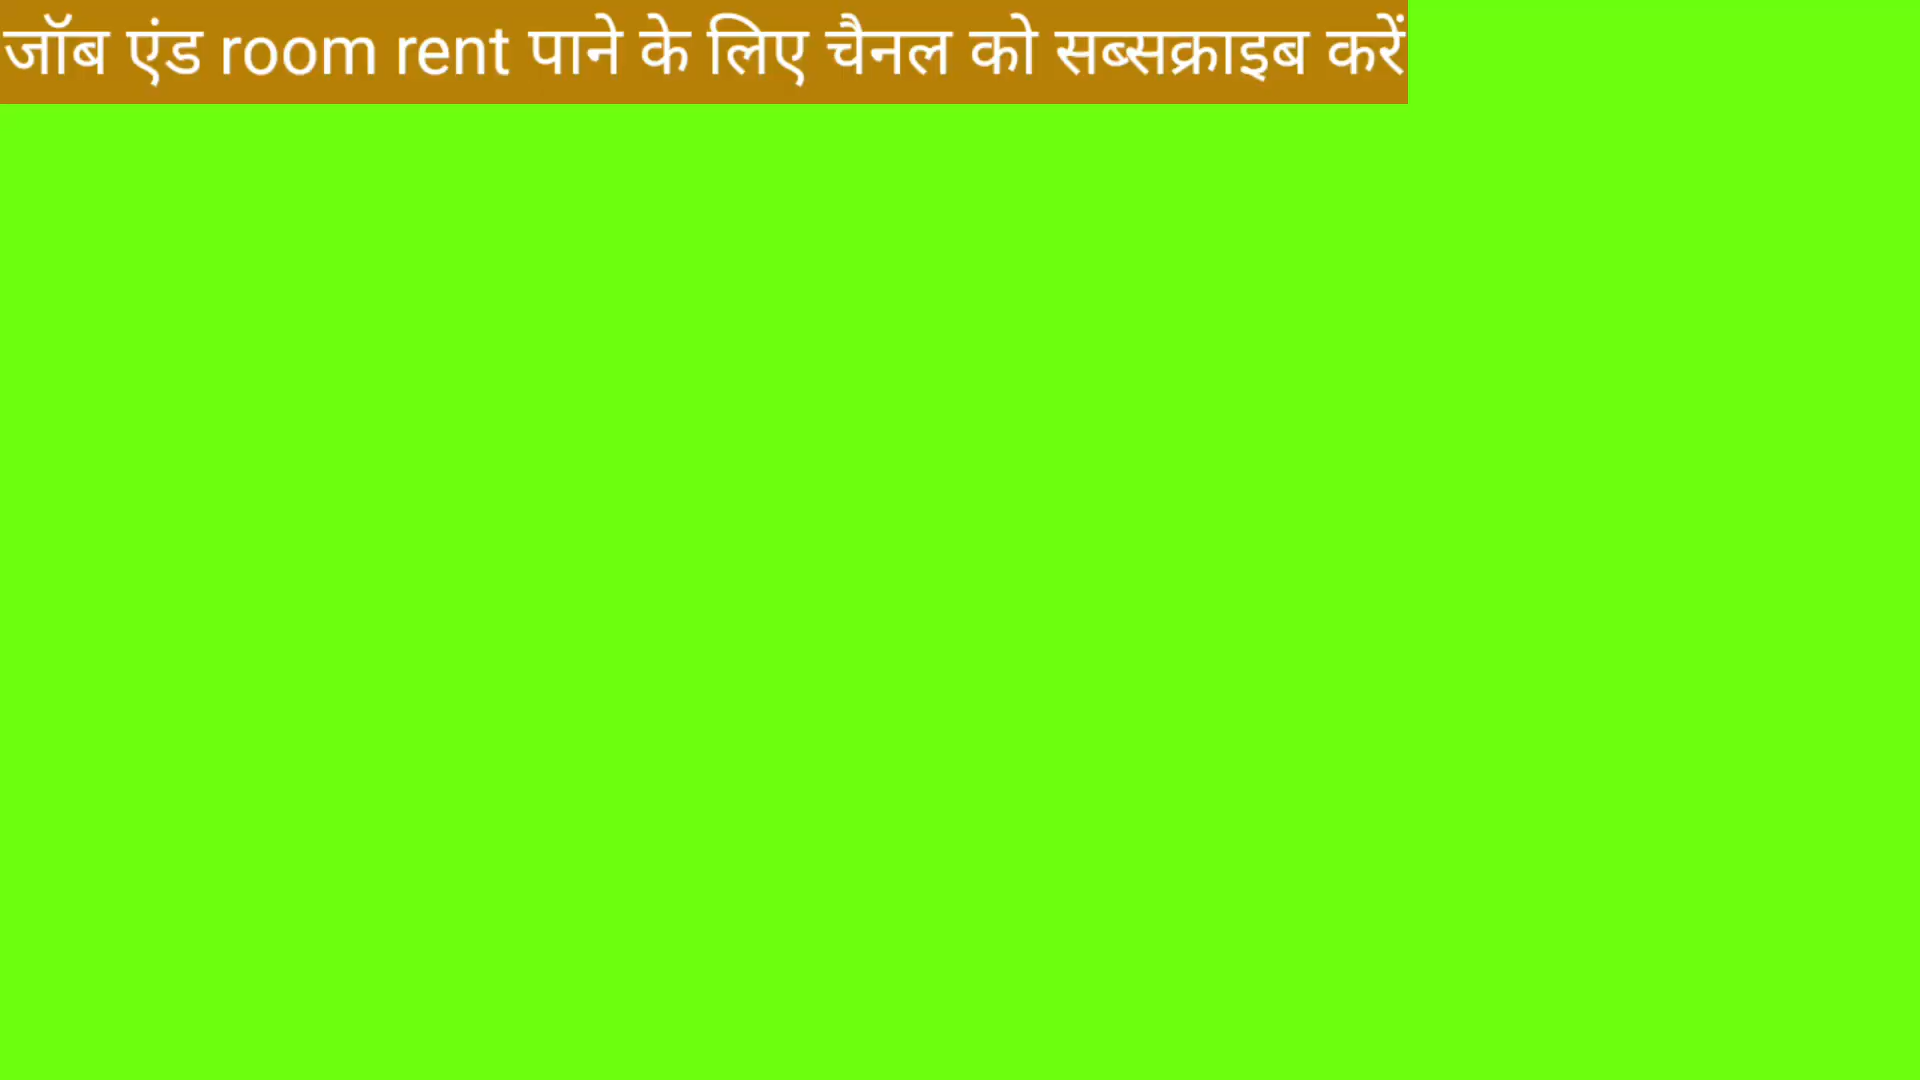 जॉब एंड room rent पाने के लिए चैनल को सब्सक्राइब करें